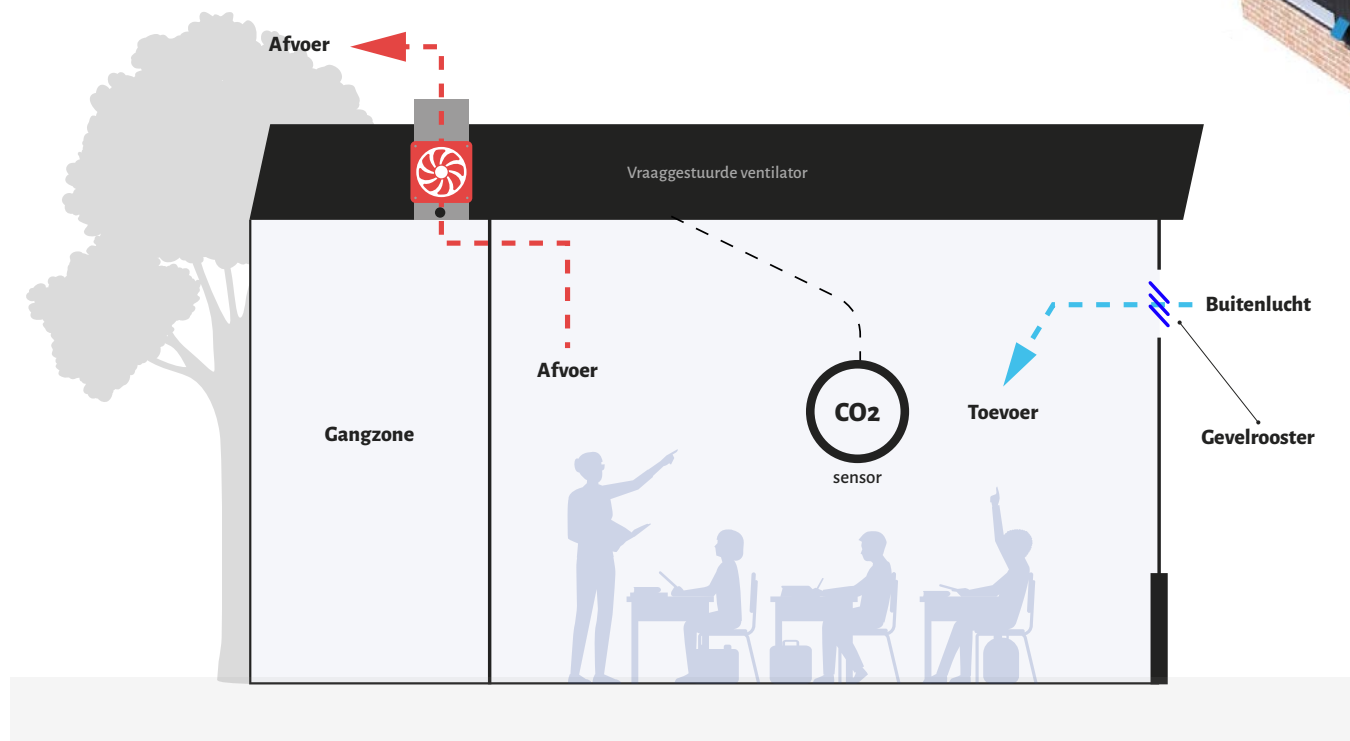 Afvoer
Vraaggestuurde ventilator
Buitenlucht
Afvoer
CO2
Toevoer
Gangzone
Gevelrooster
sensor